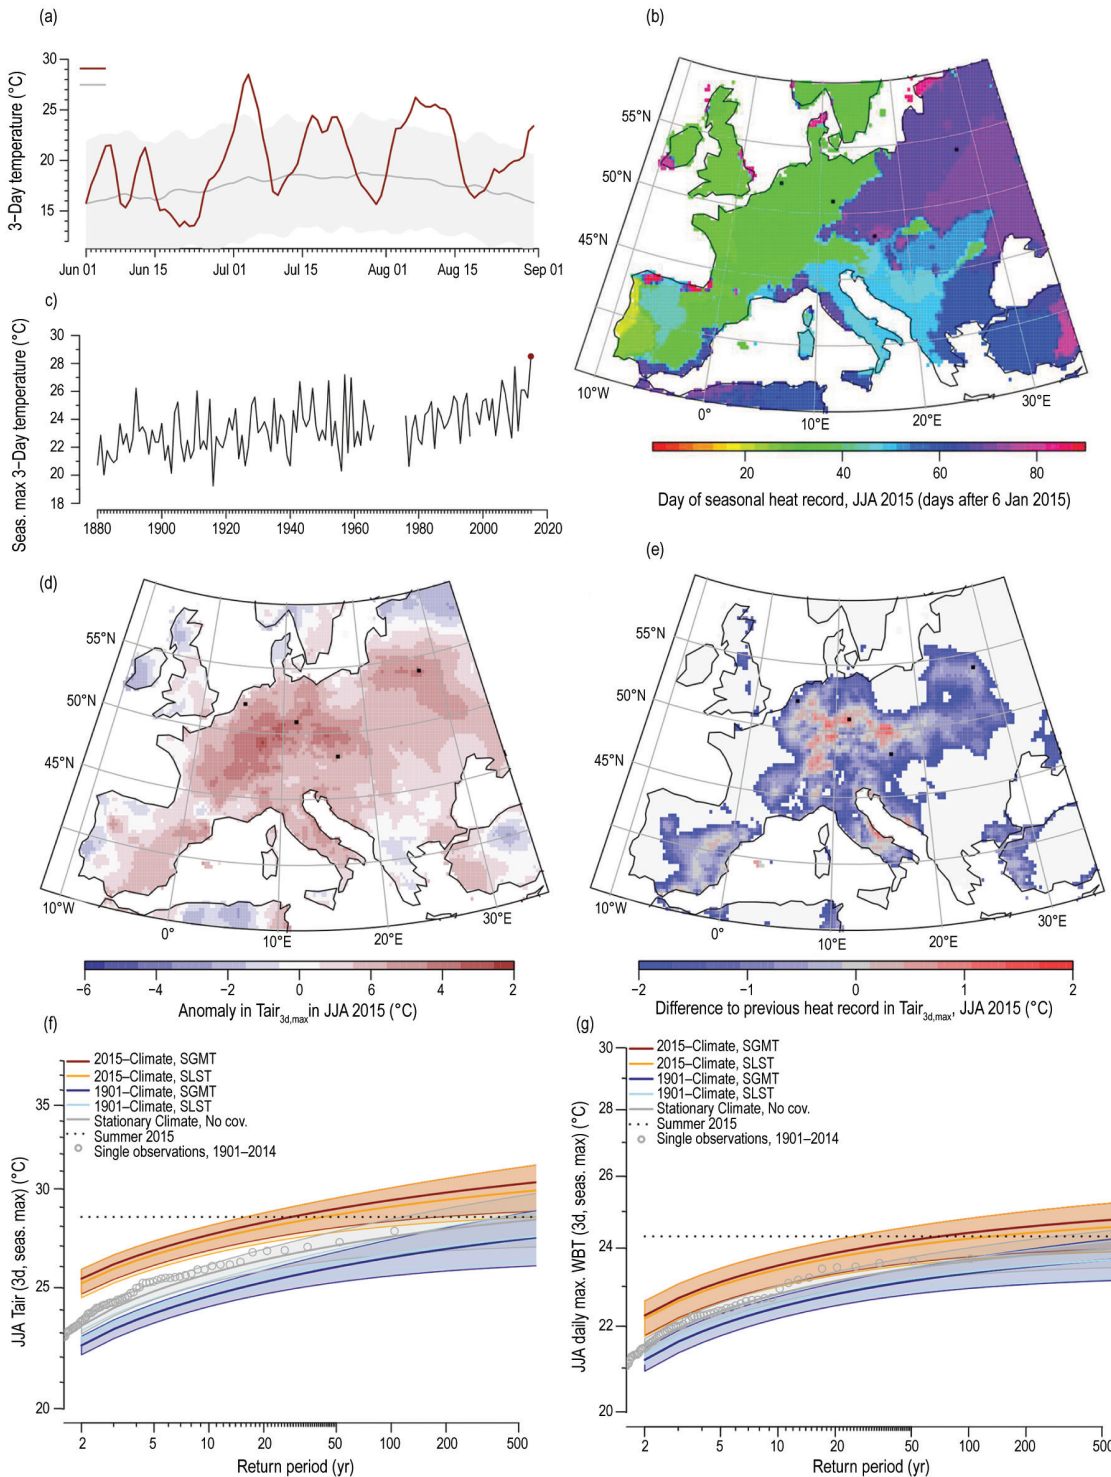 (a)
3–Day temperature (°C)
30
25
20
15
Jun 01 Jun 15 Jul 01 Jul 15 Aug 01 Aug 15 Sep 01
(b)
55°N
50°N
45°N
10°W
0°
10°E
20°E
30°E
20 40 60 80
Day of seasonal heat record, JJA 2015 (days after 6 Jan 2015)
c)
Seas. max 3-Day temperature (°C)
30
28
26
24
22
20
18
1880 1900 1920 1940 1960 1980 2000 2020
(d)
55°N
50°N
45°N
10°W
0°
10°E
20°E
30°E
−6 −4 −2 0 6 4 2
Anomaly in Tair3d,max in JJA 2015 (°C)
(e)
55°N
50°N
45°N
10°W
0°
10°E
20°E
30°E
−2 −1 0 1 2
Difference to previous heat record in Tair3d,max, JJA 2015 (°C)
(f)
2015–Climate, SGMT
2015–Climate, SLST
1901–Climate, SGMT
1901–Climate, SLST
Stationary Climate, No cov.
Summer 2015
Single observations, 1901–2014
JJA Tair (3d, seas. max) (°C)
35
30
25
20
2 5 10 20 50 100 200 500
Return period (yr)
(g)
2015–Climate, SGMT
2015–Climate, SLST
1901–Climate, SGMT
1901–Climate, SLST
Stationary Climate, No cov.
Summer 2015
Single observations, 1901–2014
JJA daily max. WBT (3d, seas. max) (°C)
30
28
26
24
22
20
2 5 10 20 50 100 200 500
Return period (yr)